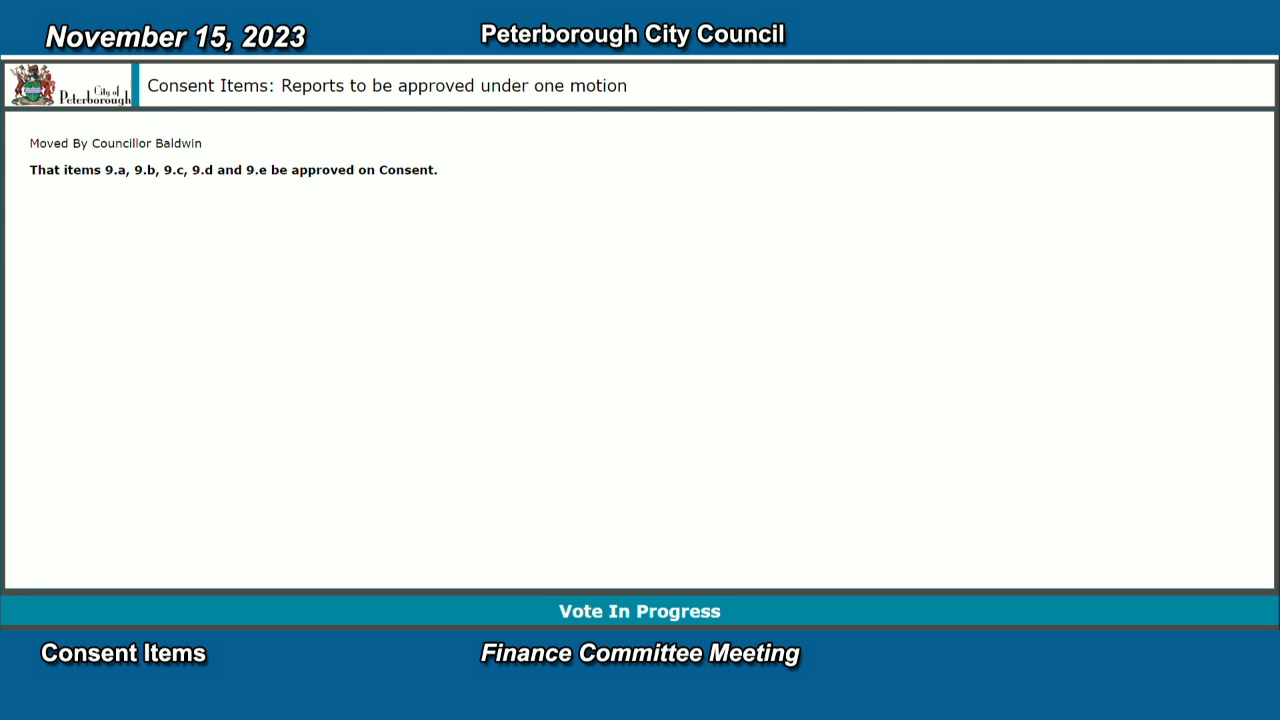 November 15, 2023
Peterborough City Council
City of
Peterborough
Consent Items: Reports to be approved under one motion
Moved By Councillor Baldwin
That items 9.a, 9.b, 9.c, 9.d and 9.e be approved on Consent.
Vote In Progress
Consent Items
Finance Committee Meeting